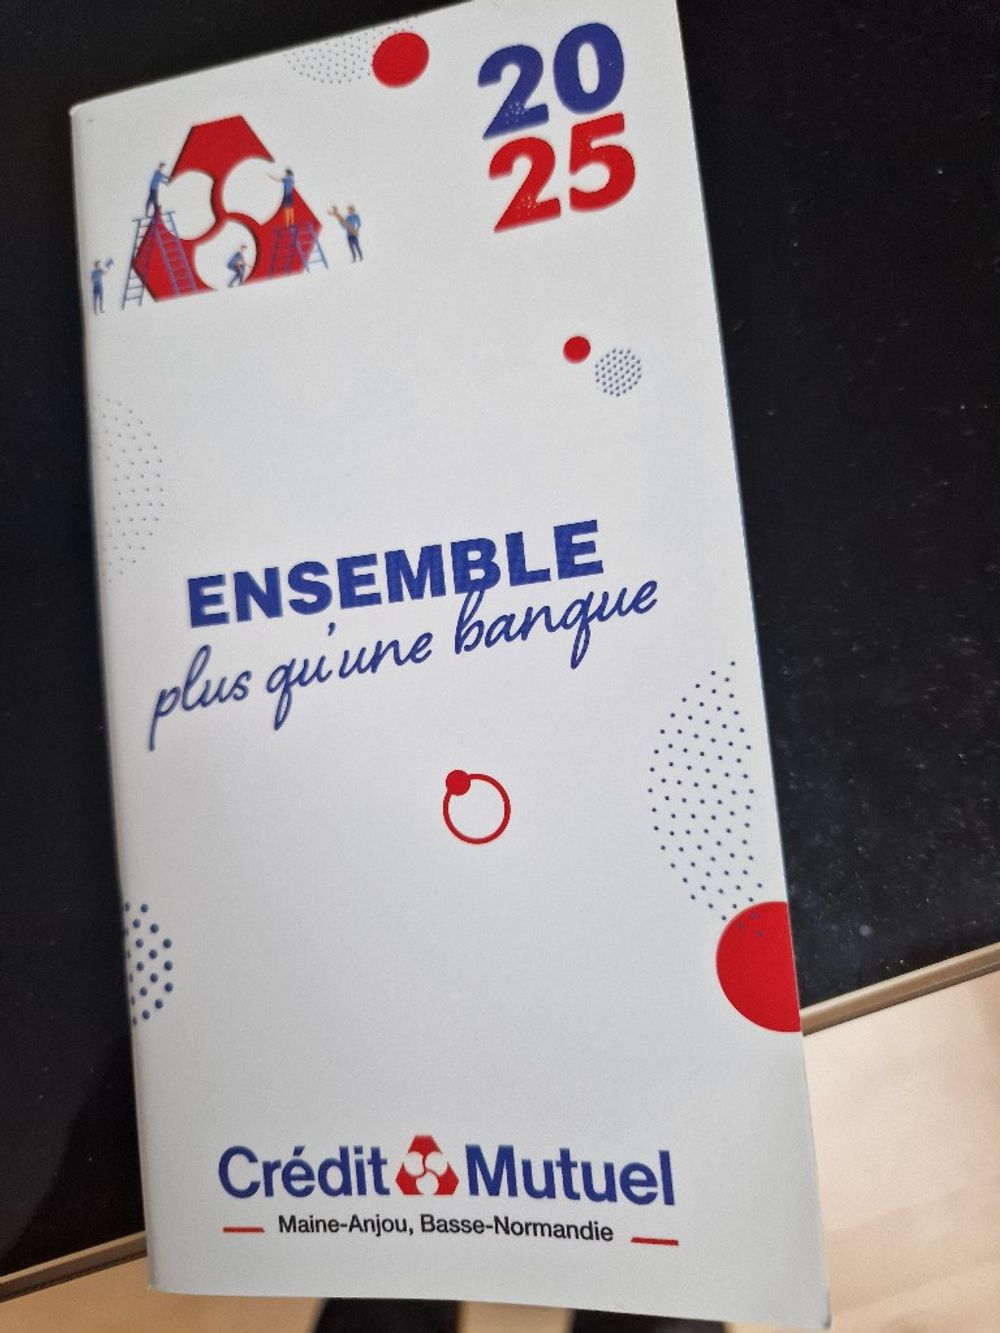 20
25
ENSEMBLE
plus qu'une banque
Crédit Mutuel
Maine-Anjou, Basse-Normandie